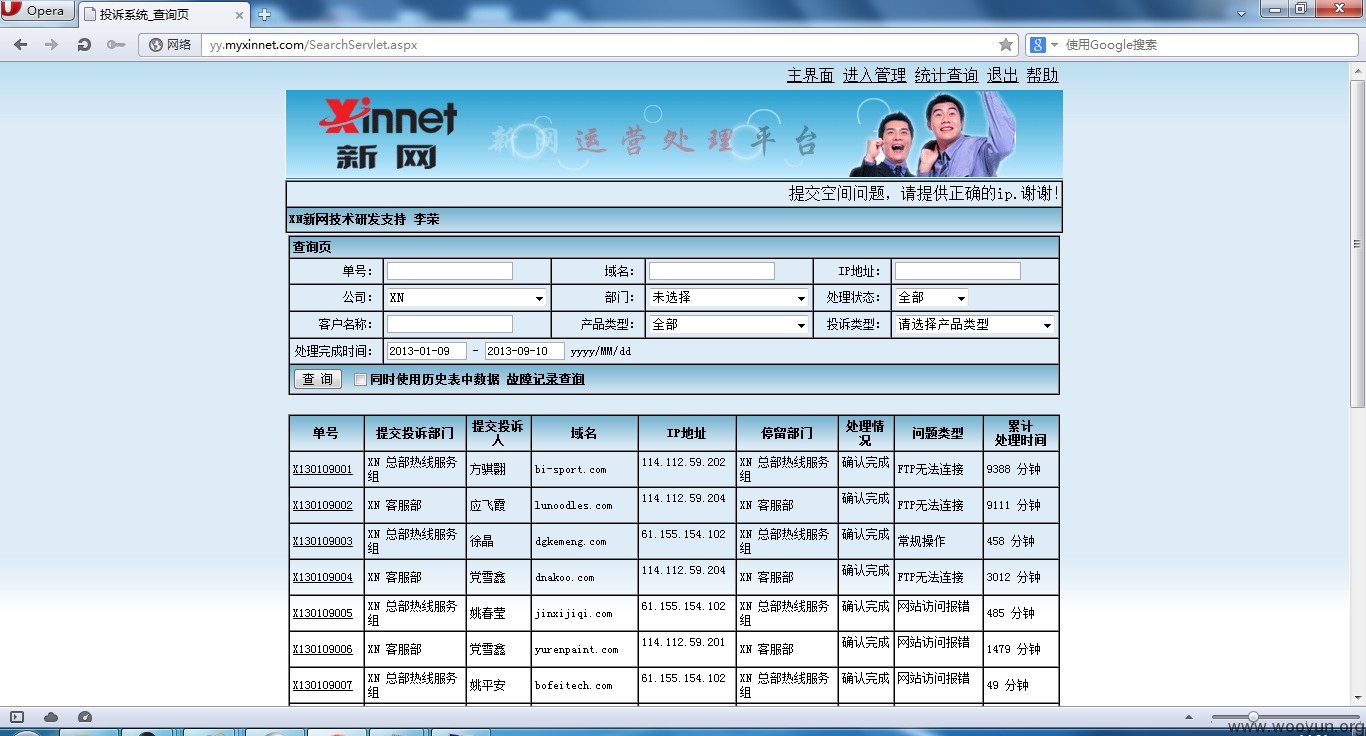 Opera
投诉系统_查询页
网络
yy.myxinnet.com/SearchServlet.aspx
使用Google搜索
主界面 进入管理 统计查询 退出 帮助
Xinnet
新网
新网运营处理平台
提交空间问题，请提供正确的ip.谢谢!
XN新网技术研发支持 李荣
查询页
单号: 域名: IP地址:
公司: XN 部门: 未选择 处理状态: 全部
客户名称: 产品类型: 全部 投诉类型: 请选择产品类型
处理完成时间: 2013-01-09 - 2013-09-10 yyyy/MM/dd
查 询 同时使用历史表中数据 故障记录查询
单号 提交投诉部门 提交投诉人 域名 IP地址 停留部门 处理情况 问题类型 累计处理时间
X130109001 XN 总部热线服务组 方骐翾 bi-sport.com 114.112.59.202 XN 总部热线服务组 确认完成 FTP无法连接 9388 分钟
X130109002 XN 客服部 应飞霞 lunoodles.com 114.112.59.204 XN 客服部 确认完成 FTP无法连接 9111 分钟
X130109003 XN 总部热线服务组 徐晶 dgkemeng.com 61.155.154.102 XN 总部热线服务组 确认完成 常规操作 458 分钟
X130109004 XN 客服部 党雪鑫 dnakoo.com 114.112.59.204 XN 客服部 确认完成 FTP无法连接 3012 分钟
X130109005 XN 总部热线服务组 姚春莹 jinxijiqi.com 61.155.154.102 XN 总部热线服务组 确认完成 网站访问报错 485 分钟
X130109006 XN 客服部 党雪鑫 yurenpaint.com 114.112.59.201 XN 客服部 确认完成 网站访问报错 1479 分钟
X130109007 XN 总部热线服务组 姚平安 bofeitech.com 61.155.154.102 XN 总部热线服务组 确认完成 网站访问报错 49 分钟
www.wooyun.org